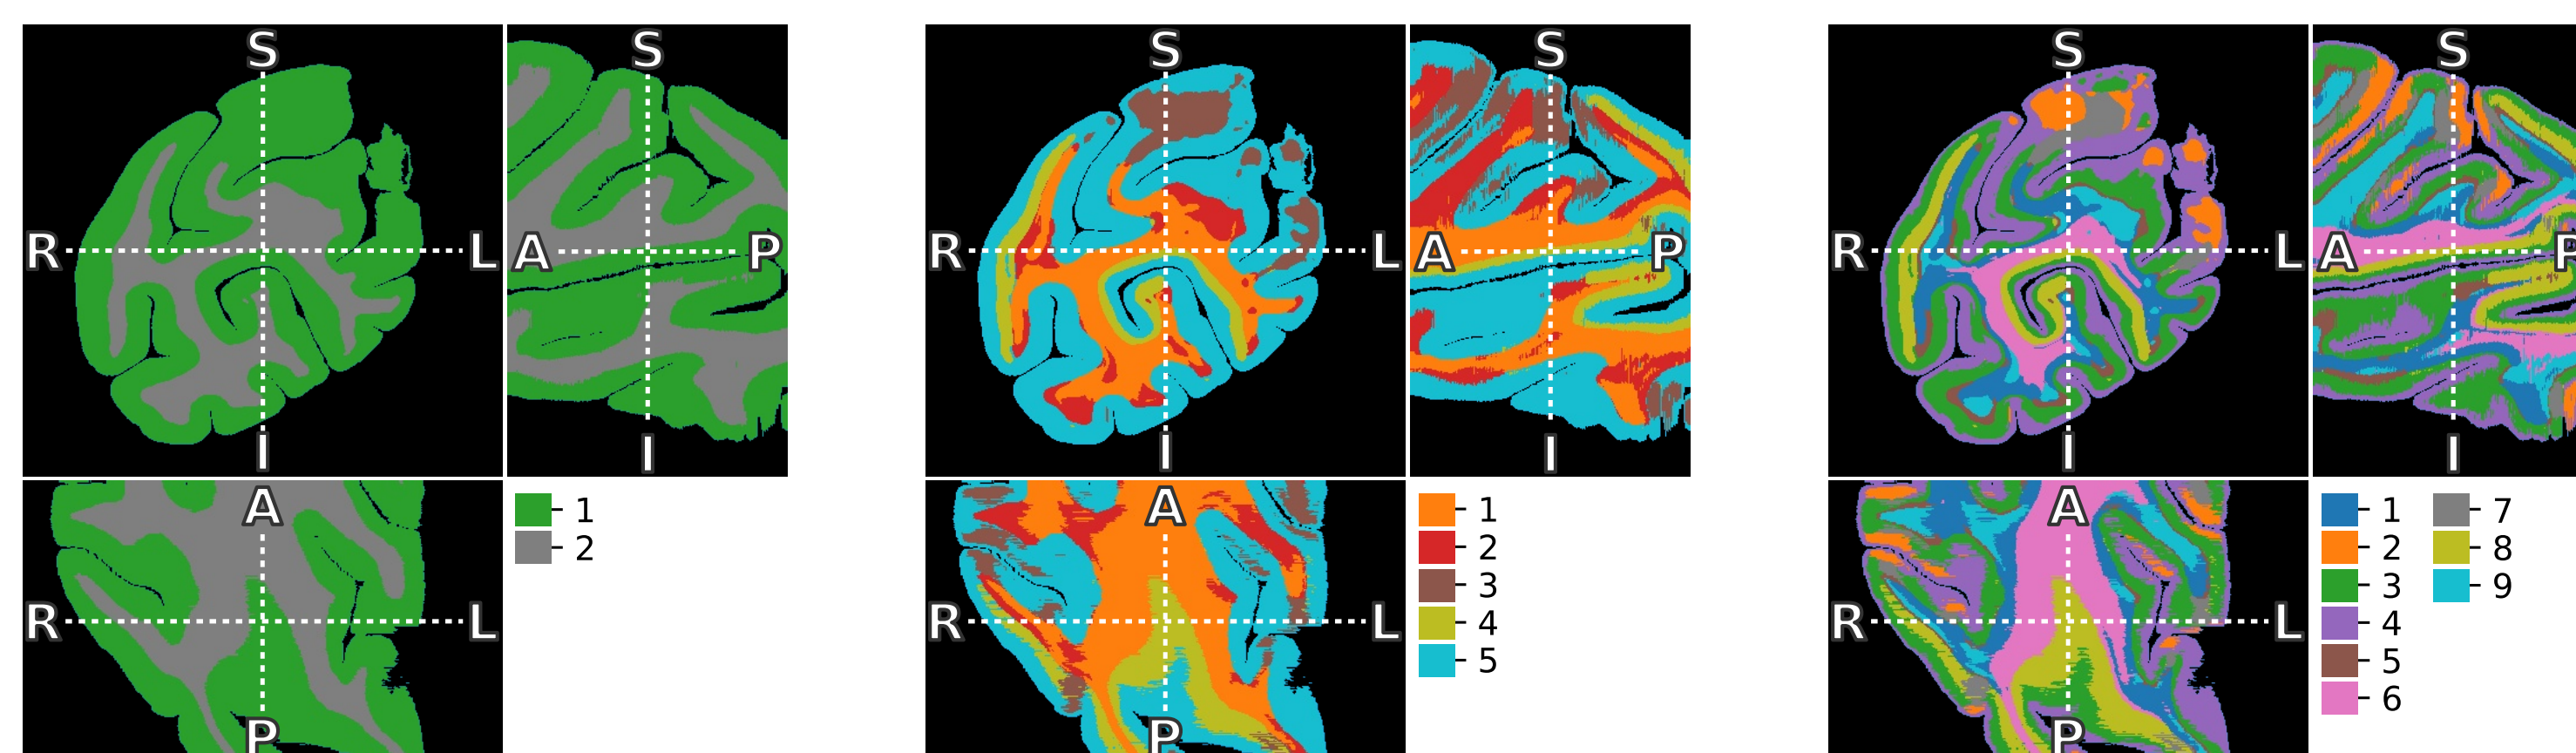 S S S S S S
R L A P R L A P R L A P
I I I I I I
A 1 A 1 A 1 7
2 2 2 8
3 3 9
R L 4 R L 4
5 5
R L 6
P P P